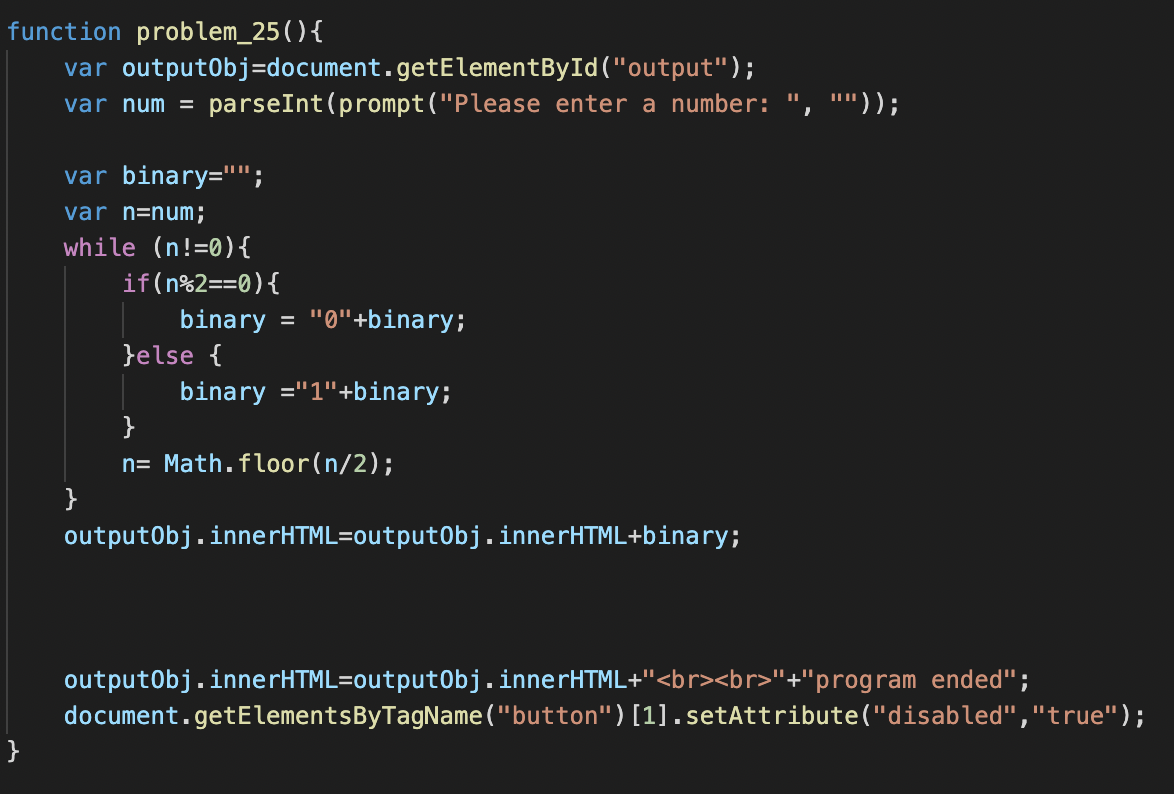 function problem_25(){
    var outputObj=document.getElementById("output");
    var num = parseInt(prompt("Please enter a number: ", ""));
    var binary="";
    var n=num;
    while (n!=0){
        if(n%2==0){
            binary = "0"+binary;
        }else {
            binary ="1"+binary;
        }
        n= Math.floor(n/2);
    }
    outputObj.innerHTML=outputObj.innerHTML+binary;
    outputObj.innerHTML=outputObj.innerHTML+"<br><br>"+"program ended";
    document.getElementsByTagName("button")[1].setAttribute("disabled","true");
}